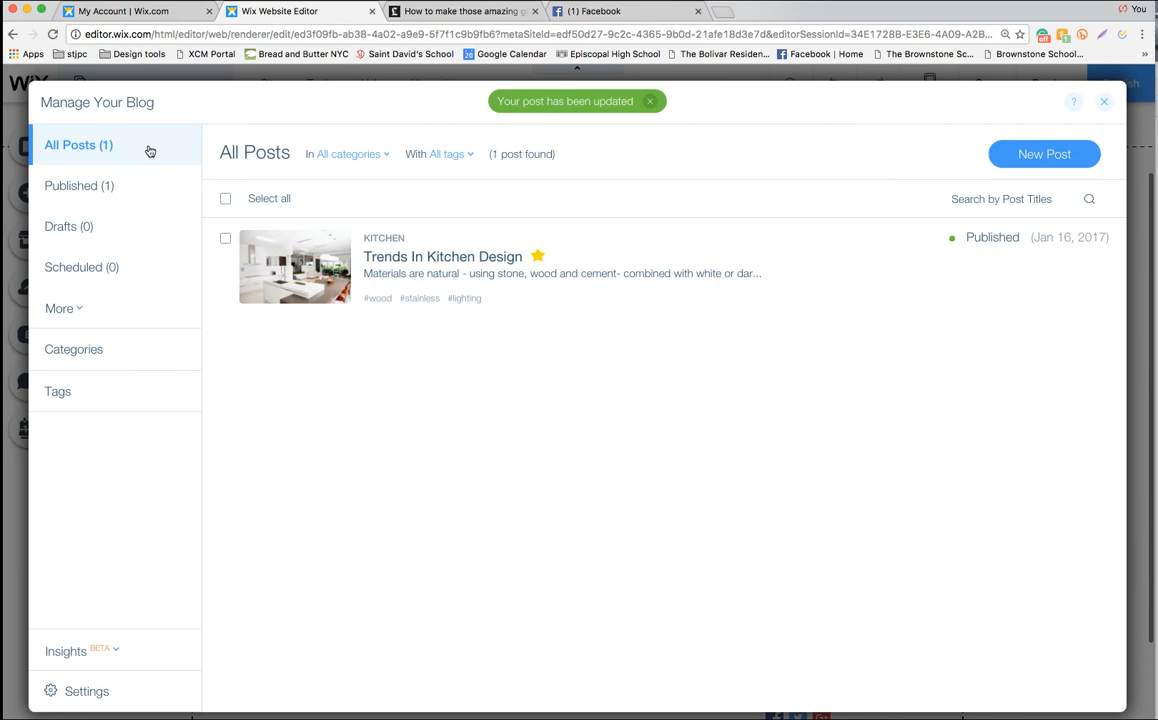 My Account | Wix.com
Wix Website Editor
How to make those amazing g
(1) Facebook
You
editor.wix.com/html/editor/web/renderer/edit/ed3f09fb-ab38-4a02-a9e9-5f7f1c9b9fb6?metaSiteId=edf50d27-9c2c-4365-9b0d-21afe18d3e7d&editorSessionId=34E1728B-E3E6-4A09-A2B...
Apps
stjpc
Design tools
XCM Portal
Bread and Butter NYC
Saint David's School
Google Calendar
Episcopal High School
The Bolivar Residen...
Facebook | Home
The Brownstone Sc...
Brownstone School...
»
Manage Your Blog
Your post has been updated
?
All Posts (1)
Published (1)
Drafts (0)
Scheduled (0)
More
Categories
Tags
Insights BETA
Settings
All Posts
In All categories
With All tags
(1 post found)
New Post
Select all
Search by Post Titles
KITCHEN
Trends In Kitchen Design
Materials are natural - using stone, wood and cement- combined with white or dar...
#wood #stainless #lighting
Published (Jan 16, 2017)